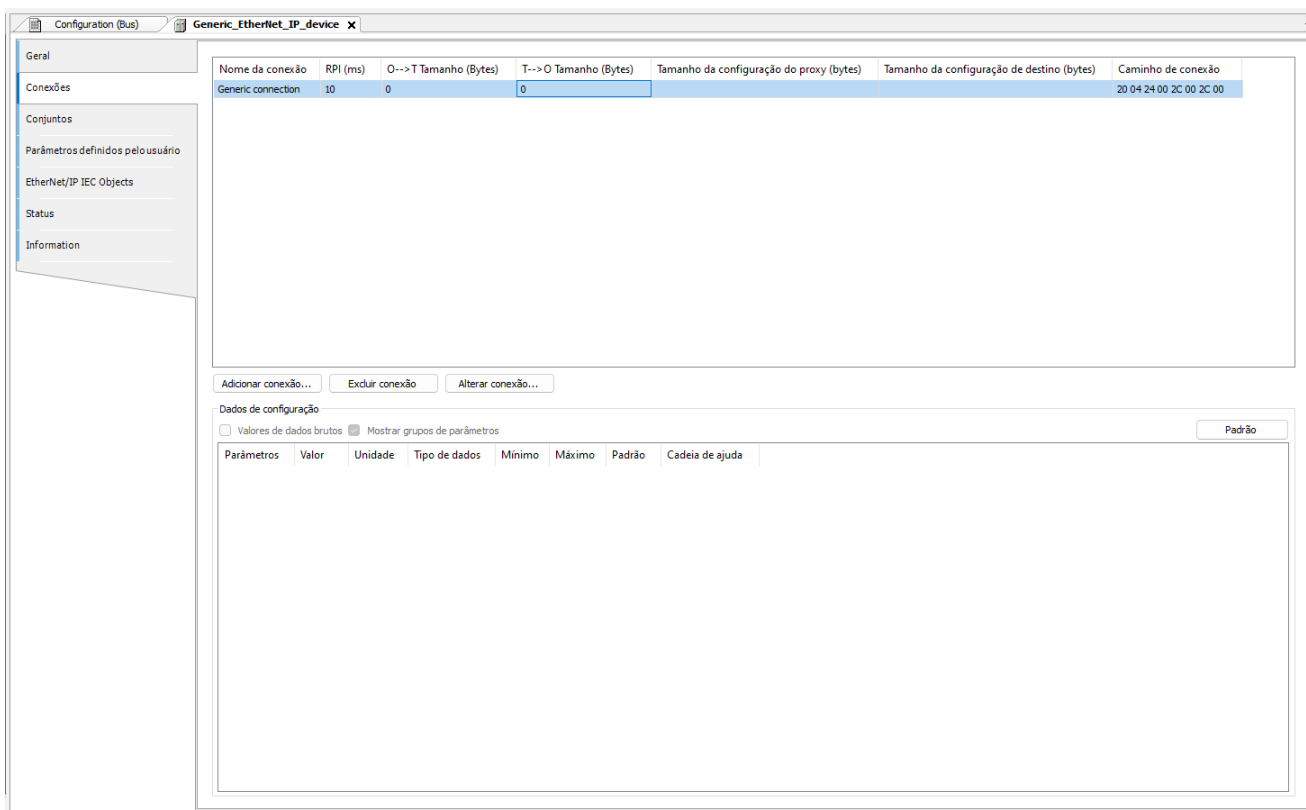 Configuration (Bus) Generic_EtherNet_IP_device X
Geral
Conexões
Conjuntos
Parâmetros definidos pelo usuário
EtherNet/IP IEC Objects
Status
Information
Nome da conexão RPI (ms) O-->T Tamanho (Bytes) T-->O Tamanho (Bytes) Tamanho da configuração do proxy (bytes) Tamanho da configuração de destino (bytes) Caminho de conexão
Generic connection 10 0 0 20 04 24 00 2C 00 2C 00
Adicionar conexão... Excluir conexão Alterar conexão...
Dados de configuração
Valores de dados brutos Mostrar grupos de parâmetros Padrão
Parâmetros Valor Unidade Tipo de dados Mínimo Máximo Padrão Cadeia de ajuda